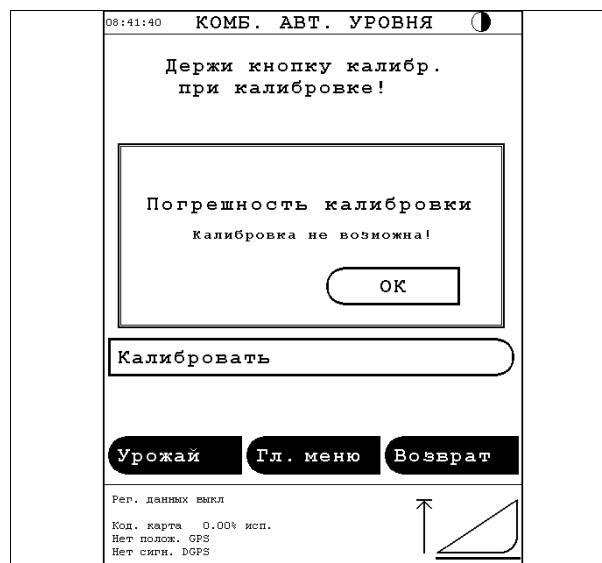 08:41:40 КОМБ. АВТ. УРОВНЯ
Держи кнопку калибр.
при калибровке!
Погрешность калибровки
Калибровка не возможна!
ОК
Калибровать
Урожай Гл. меню Возврат
Рег. данных выкл
Код. карта 0.00% исп.
Нет полож. GPS
Нет сигн. DGPS